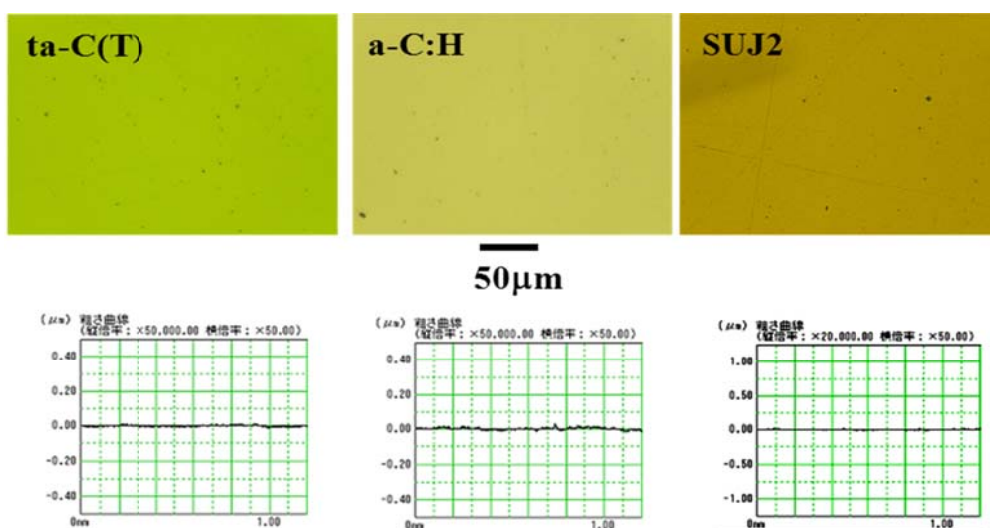 ta-C(T)
a-C:H
SUJ2
50μm
(μm) 粗さ曲線
(縦倍率：×50,000.00 横倍率：×50.00)
0.40
0.20
0.00
-0.20
-0.40
0mm 1.00
(μm) 粗さ曲線
(縦倍率：×50,000.00 横倍率：×50.00)
0.40
0.20
0.00
-0.20
-0.40
0mm 1.00
(μm) 粗さ曲線
(縦倍率：×20,000.00 横倍率：×50.00)
1.00
0.50
0.00
-0.50
-1.00
0mm 1.00